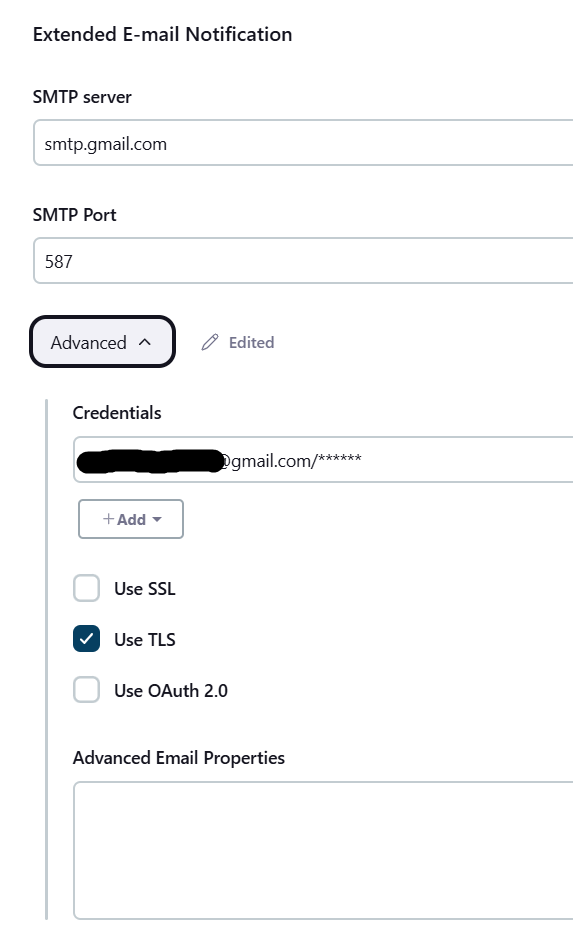 Extended E-mail Notification
SMTP server
smtp.gmail.com
SMTP Port
587
Advanced
Edited
Credentials
@gmail.com/******
+Add
Use SSL
Use TLS
Use OAuth 2.0
Advanced Email Properties